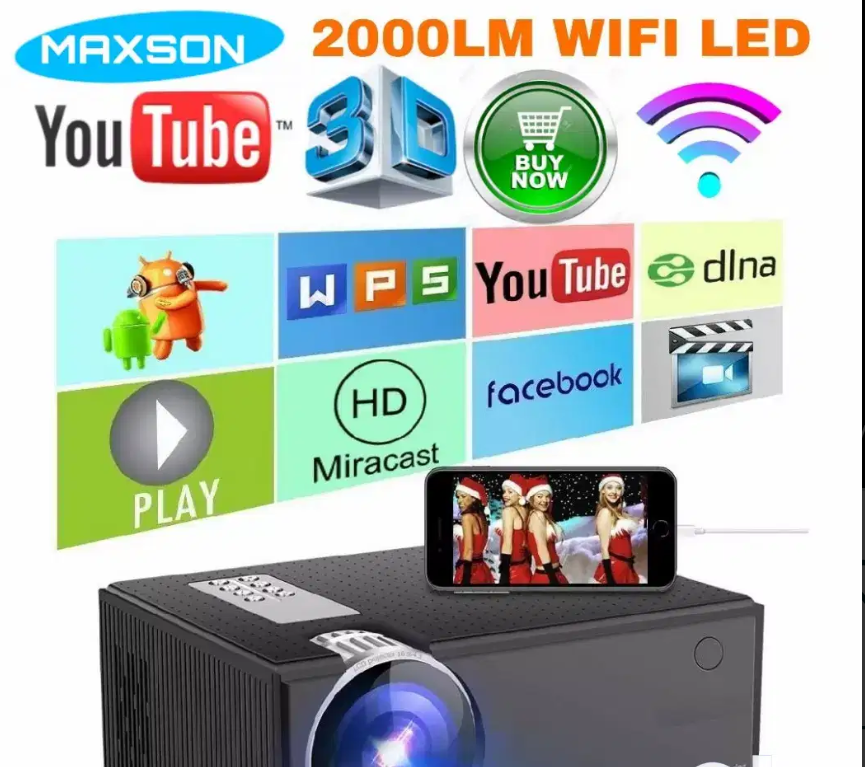 MAXSON
2000LM WIFI LED
YouTube™
3D
BUY
NOW
WPS
YouTube
dlna
HD
Miracast
facebook
PLAY